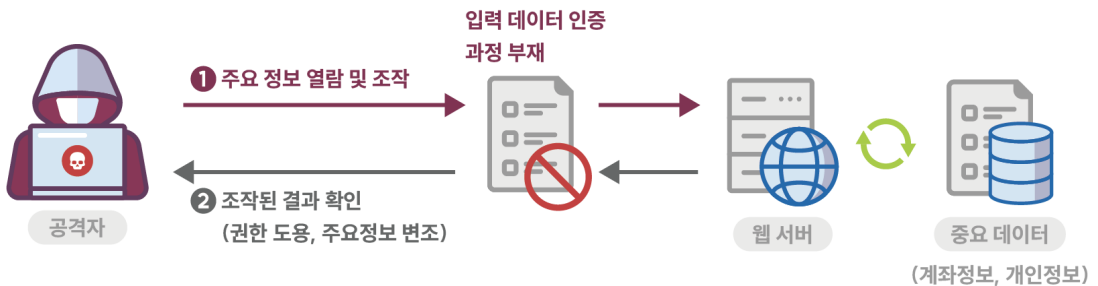 입력 데이터 인증
과정 부재
❶ 주요 정보 열람 및 조작
❷ 조작된 결과 확인
(권한 도용, 주요정보 변조)
공격자
웹 서버
중요 데이터
(계좌정보, 개인정보)